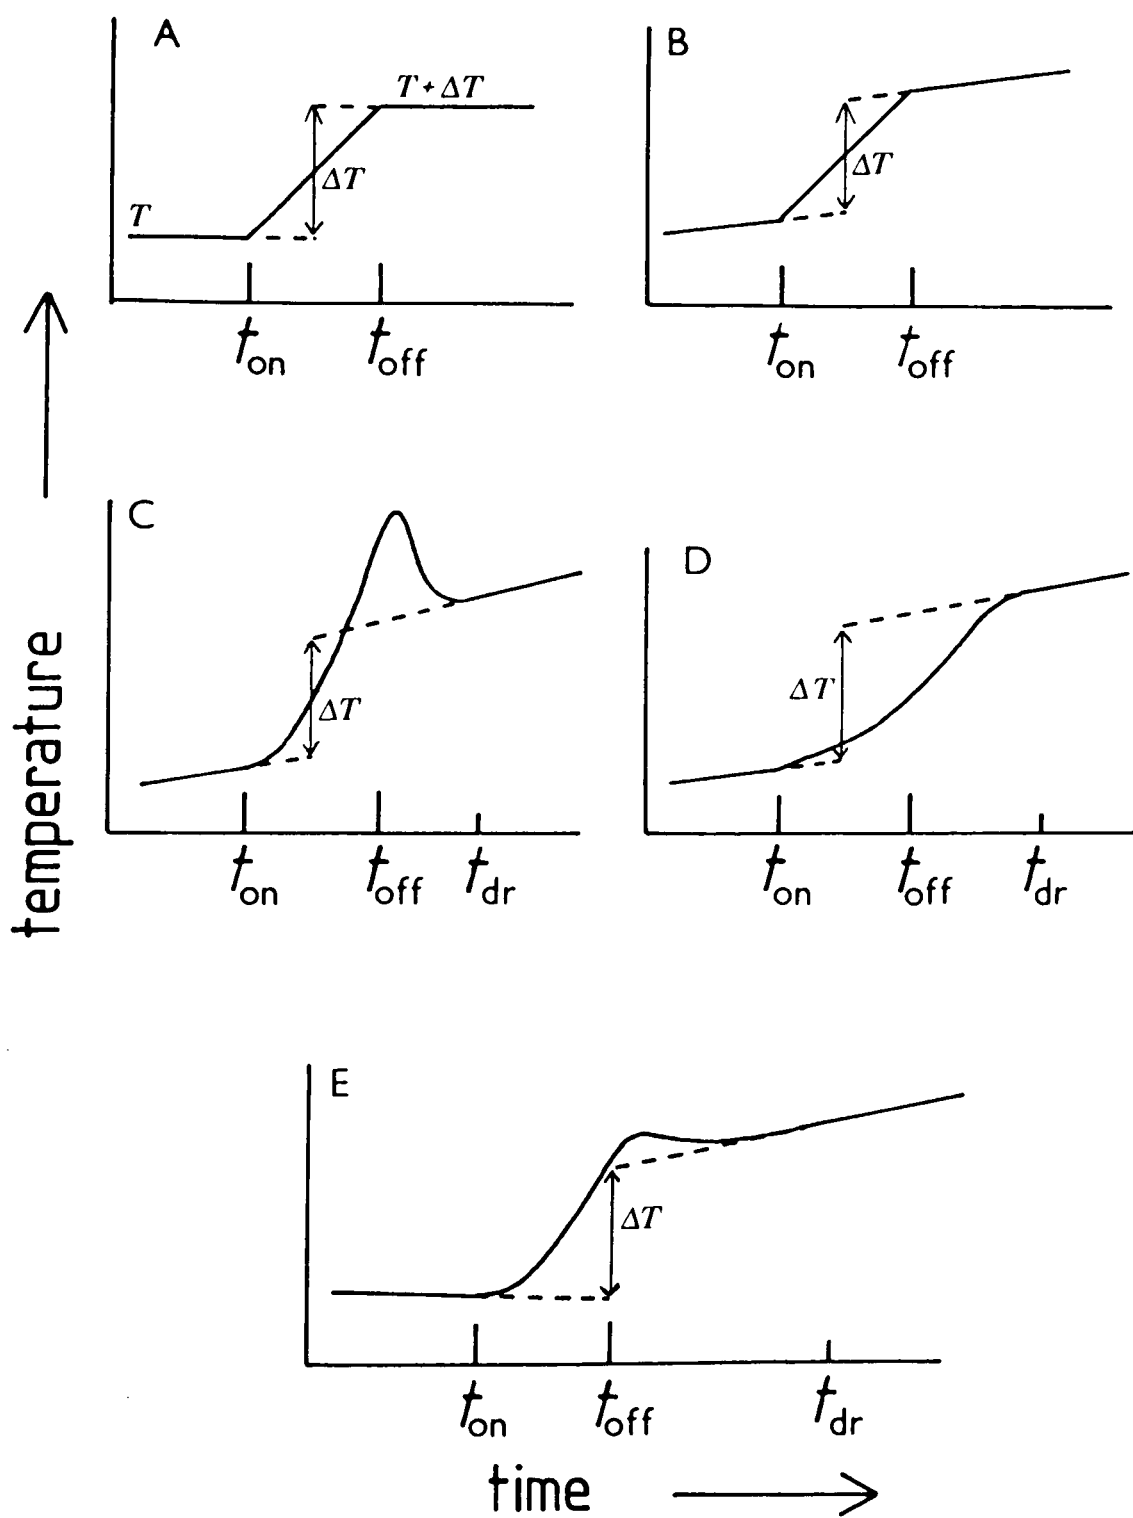 A
T + ΔT
ΔT
T
t_on t_off
B
ΔT
t_on t_off
C
ΔT
t_on t_off t_dr
D
ΔT
t_on t_off t_dr
E
ΔT
t_on t_off t_dr
temperature
time